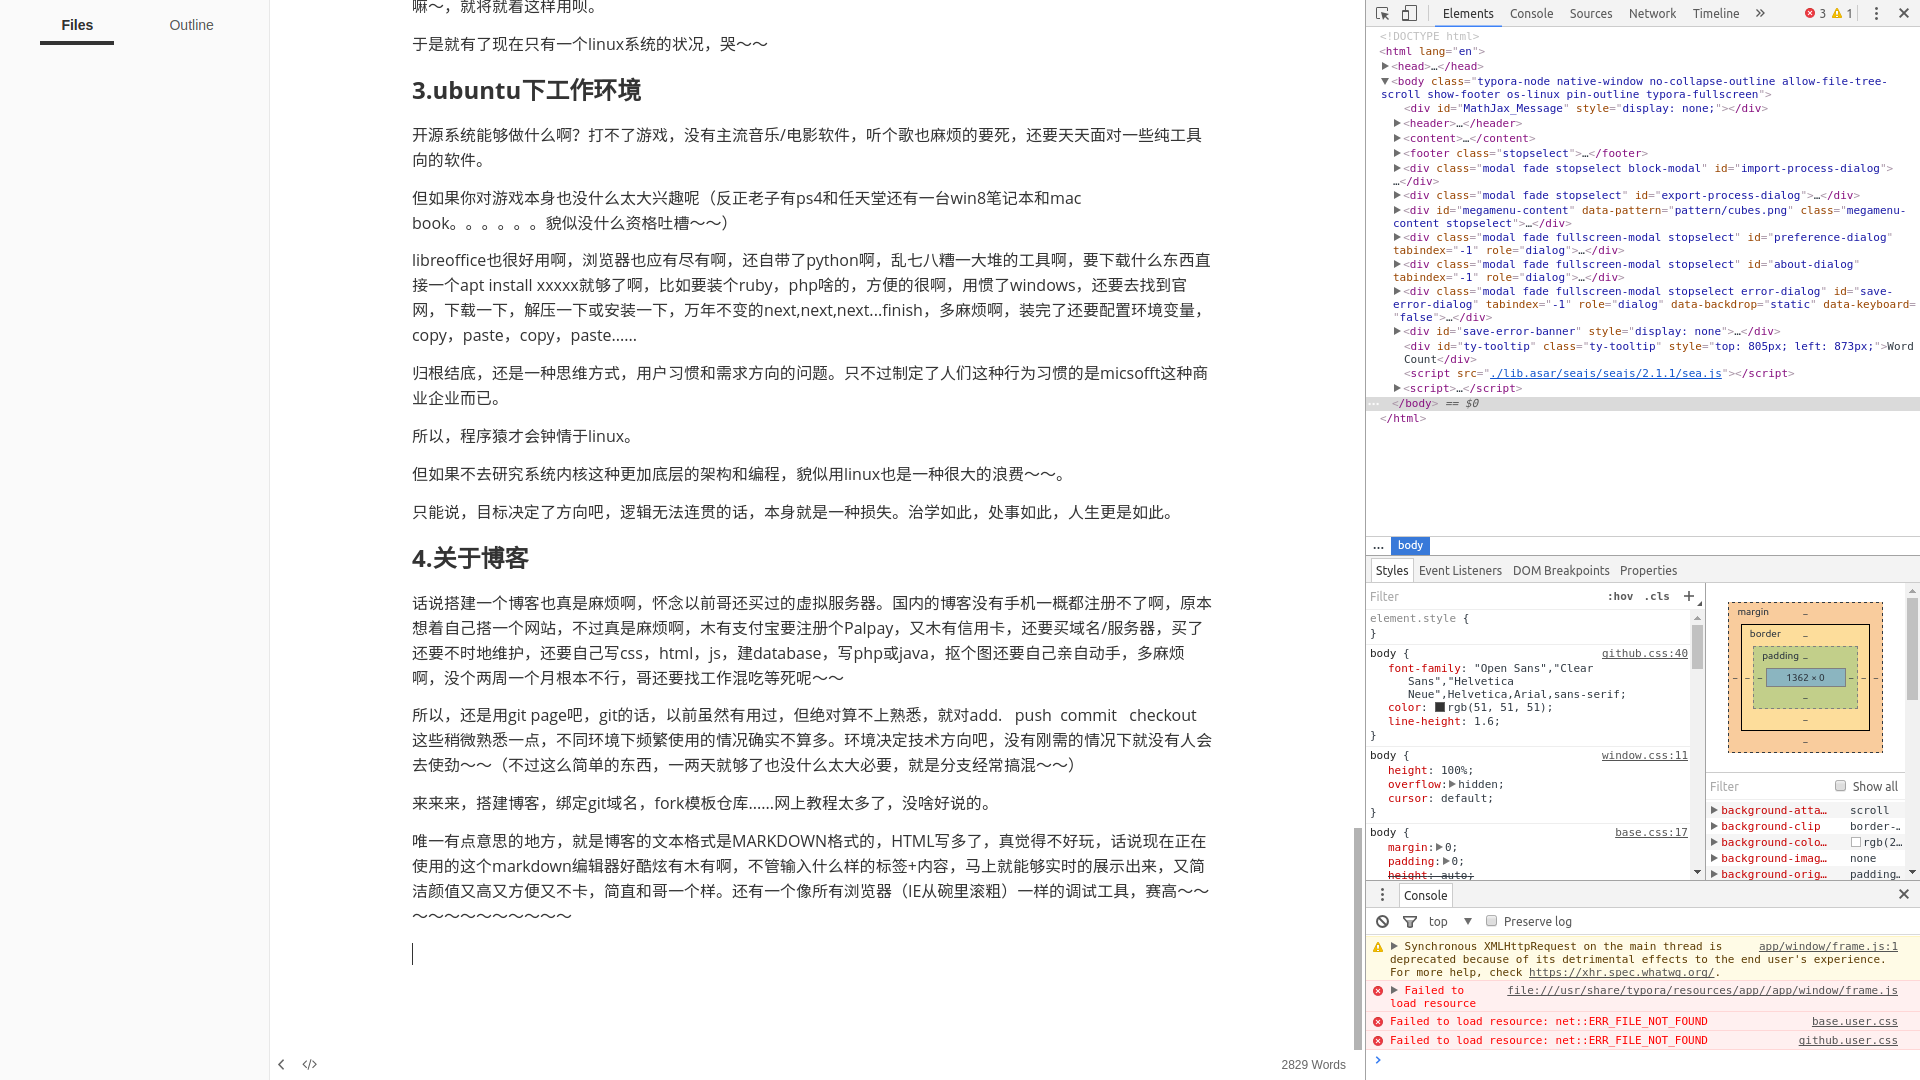 Files
Outline
嘛～，就将就着这样用呗。
于是就有了现在只有一个linux系统的状况，哭～～
3.ubuntu下工作环境
开源系统能够做什么啊？打不了游戏，没有主流音乐/电影软件，听个歌也麻烦的要死，还要天天面对一些纯工具
向的软件。
但如果你对游戏本身也没什么太大兴趣呢（反正老子有ps4和任天堂还有一台win8笔记本和mac
book。。。。。。貌似没什么资格吐槽～～）
libreoffice也很好用啊，浏览器也应有尽有啊，还自带了python啊，乱七八糟一大堆的工具啊，要下载什么东西直
接一个apt install xxxxx就够了啊，比如要装个ruby，php啥的，方便的很啊，用惯了windows，还要去找到官
网，下载一下，解压一下或安装一下，万年不变的next,next,next...finish，多麻烦啊，装完了还要配置环境变量，
copy，paste，copy，paste......
归根结底，还是一种思维方式，用户习惯和需求方向的问题。只不过制定了人们这种行为习惯的是micsofft这种商
业企业而已。
所以，程序猿才会钟情于linux。
但如果不去研究系统内核这种更加底层的架构和编程，貌似用linux也是一种很大的浪费～～。
只能说，目标决定了方向吧，逻辑无法连贯的话，本身就是一种损失。治学如此，处事如此，人生更是如此。
4.关于博客
话说搭建一个博客也真是麻烦啊，怀念以前哥还买过的虚拟服务器。国内的博客没有手机一概都注册不了啊，原本
想着自己搭一个网站，不过真是麻烦啊，木有支付宝要注册个Palpay，又木有信用卡，还要买域名/服务器，买了
还要不时地维护，还要自己写css，html，js，建database，写php或java，抠个图还要自己亲自动手，多麻烦
啊，没个两周一个月根本不行，哥还要找工作混吃等死呢～～
所以，还是用git page吧，git的话，以前虽然有用过，但绝对算不上熟悉，就对add. push commit checkout
这些稍微熟悉一点，不同环境下频繁使用的情况确实不算多。环境决定技术方向吧，没有刚需的情况下就没有人会
去使劲～～（不过这么简单的东西，一两天就够了也没什么太大必要，就是分支经常搞混～～）
来来来，搭建博客，绑定git域名，fork模板仓库......网上教程太多了，没啥好说的。
唯一有点意思的地方，就是博客的文本格式是MARKDOWN格式的，HTML写多了，真觉得不好玩，话说现在正在
使用的这个markdown编辑器好酷炫有木有啊，不管输入什么样的标签+内容，马上就能够实时的展示出来，又简
洁颜值又高又方便又不卡，简直和哥一个样。还有一个像所有浏览器（IE从碗里滚粗）一样的调试工具，赛高～～
～～～～～～～～～～
2829 Words
Elements Console Sources Network Timeline » 3 1
<!DOCTYPE html>
<html lang="en">
<head>…</head>
<body class="typora-node native-window no-collapse-outline allow-file-tree-
scroll show-footer os-linux pin-outline typora-fullscreen">
<div id="MathJax_Message" style="display: none;"></div>
<header>…</header>
<content>…</content>
<footer class="stopselect">…</footer>
<div class="modal fade stopselect block-modal" id="import-process-dialog">
…</div>
<div class="modal fade stopselect" id="export-process-dialog">…</div>
<div id="megamenu-content" data-pattern="pattern/cubes.png" class="megamenu-
content stopselect">…</div>
<div class="modal fade fullscreen-modal stopselect" id="preference-dialog"
tabindex="-1" role="dialog">…</div>
<div class="modal fade fullscreen-modal stopselect" id="about-dialog"
tabindex="-1" role="dialog">…</div>
<div class="modal fade fullscreen-modal stopselect error-dialog" id="save-
error-dialog" tabindex="-1" role="dialog" data-backdrop="static" data-keyboard=
"false">…</div>
<div id="save-error-banner" style="display: none">…</div>
<div id="ty-tooltip" class="ty-tooltip" style="top: 805px; left: 873px;">Word
Count</div>
<script src="./lib.asar/seajs/seajs/2.1.1/sea.js"></script>
<script>…</script>
</body> == $0
</html>
... body
Styles Event Listeners DOM Breakpoints Properties
Filter :hov .cls +
element.style {
}
body { github.css:40
font-family: "Open Sans","Clear
Sans","Helvetica
Neue",Helvetica,Arial,sans-serif;
color: rgb(51, 51, 51);
line-height: 1.6;
}
body { window.css:11
height: 100%;
overflow: hidden;
cursor: default;
}
body { base.css:17
margin: 0;
padding: 0;
height: auto;
margin –
border –
padding –
1362 × 0
Filter Show all
background-atta… scroll
background-clip border-…
background-colo… rgb(2…
background-imag… none
background-orig… padding…
Console
top Preserve log
Synchronous XMLHttpRequest on the main thread is app/window/frame.js:1
deprecated because of its detrimental effects to the end user's experience.
For more help, check https://xhr.spec.whatwg.org/.
Failed to file:///usr/share/typora/resources/app//app/window/frame.js
load resource
Failed to load resource: net::ERR_FILE_NOT_FOUND base.user.css
Failed to load resource: net::ERR_FILE_NOT_FOUND github.user.css